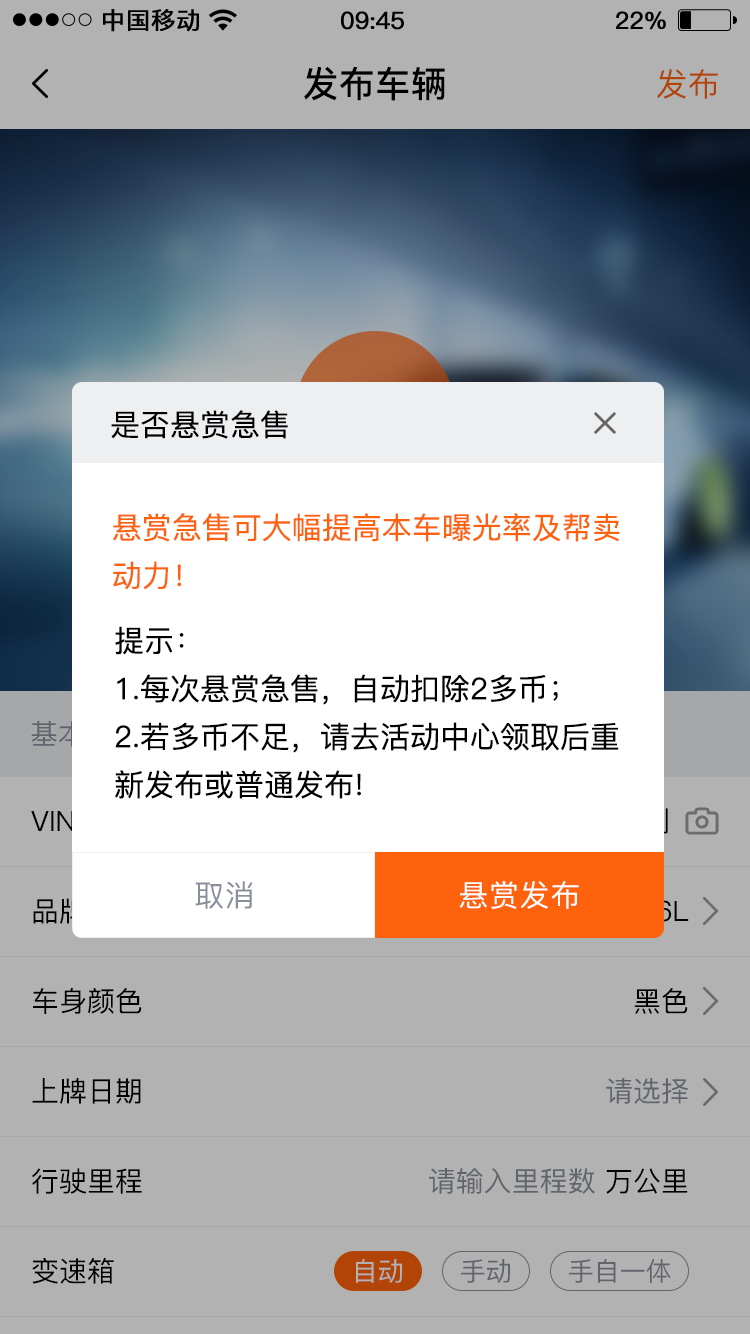 中国移动 09:45 22%
发布车辆 发布
是否悬赏急售
悬赏急售可大幅提高本车曝光率及帮卖
动力！
提示：
1.每次悬赏急售，自动扣除2多币；
2.若多币不足，请去活动中心领取后重
新发布或普通发布!
取消 悬赏发布
基本
VIN
品牌 6L
车身颜色 黑色
上牌日期 请选择
行驶里程 请输入里程数 万公里
变速箱 自动 手动 手自一体